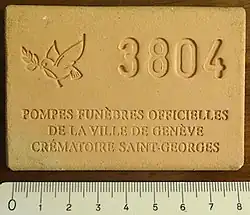 3804
POMPES FUNÈBRES OFFICIELLES
DE LA VILLE DE GENÈVE
CRÉMATOIRE SAINT-GEORGES
0 1 2 3 4 5 6 7 8